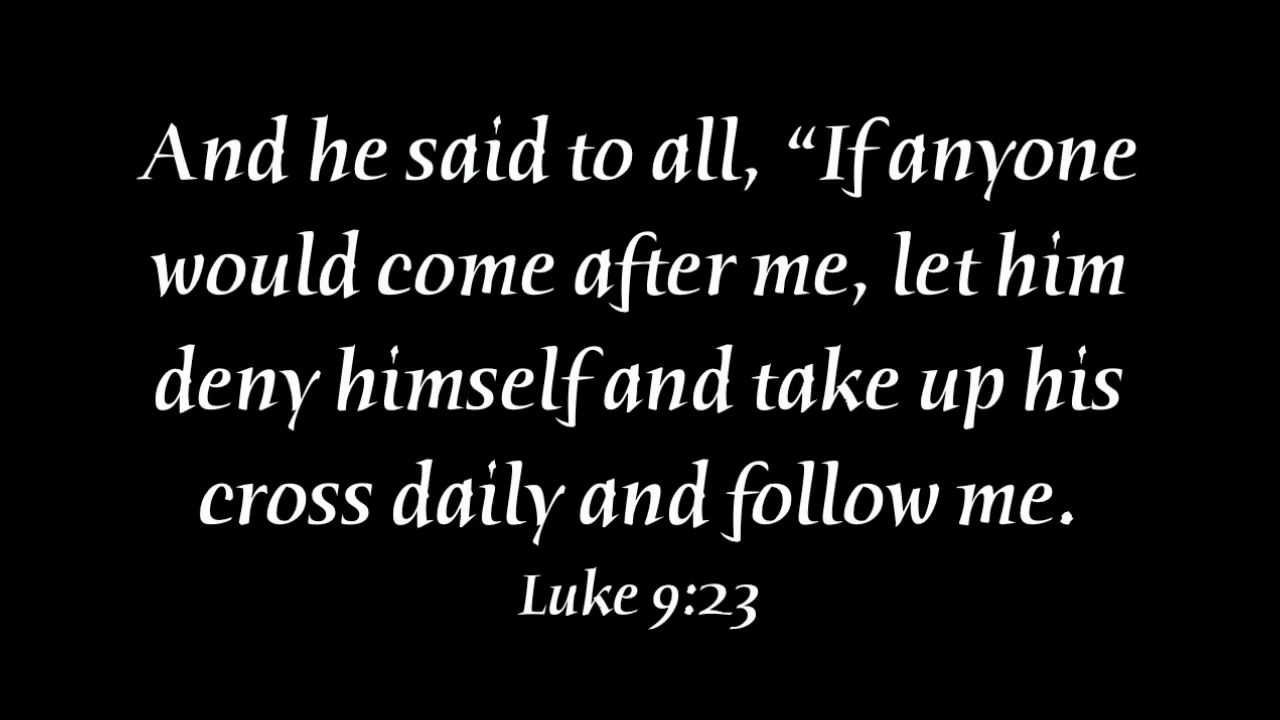 And he said to all, “If anyone
would come after me, let him
deny himself and take up his
cross daily and follow me.
Luke 9:23